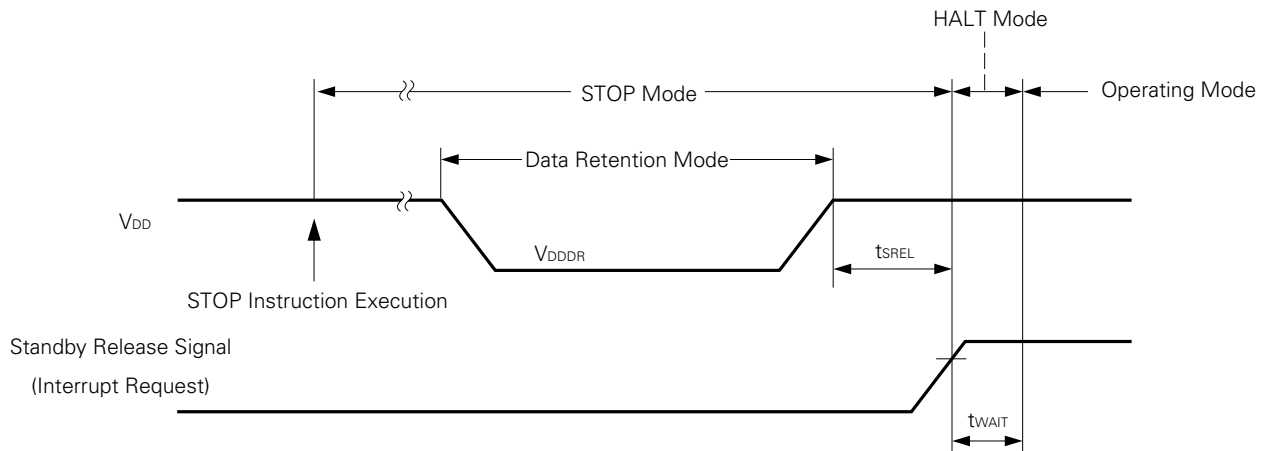 HALT Mode
STOP Mode
Operating Mode
Data Retention Mode
VDD
VDDDR
tSREL
STOP Instruction Execution
Standby Release Signal
(Interrupt Request)
tWAIT